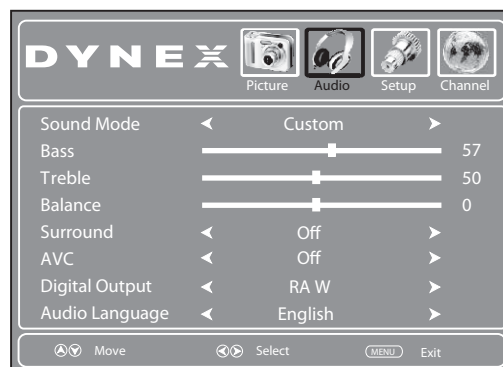 DYNEX
Picture Audio Setup Channel
Sound Mode Custom
Bass 57
Treble 50
Balance 0
Surround Off
AVC Off
Digital Output RA W
Audio Language English
Move Select MENU Exit